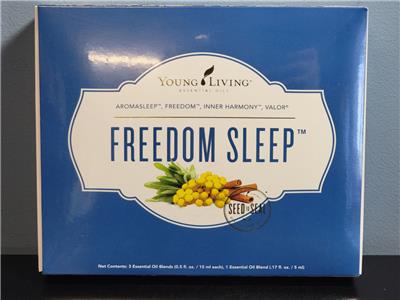 YOUNG LIVING®
ESSENTIAL OILS
AROMASLEEP™, FREEDOM™, INNER HARMONY™, VALOR®
FREEDOM SLEEP™
SEED TO SEAL
Net Contents: 3 Essential Oil Blends (0.5 fl. oz. / 15 ml each), 1 Essential Oil Blend (.17 fl. oz. / 5 ml)